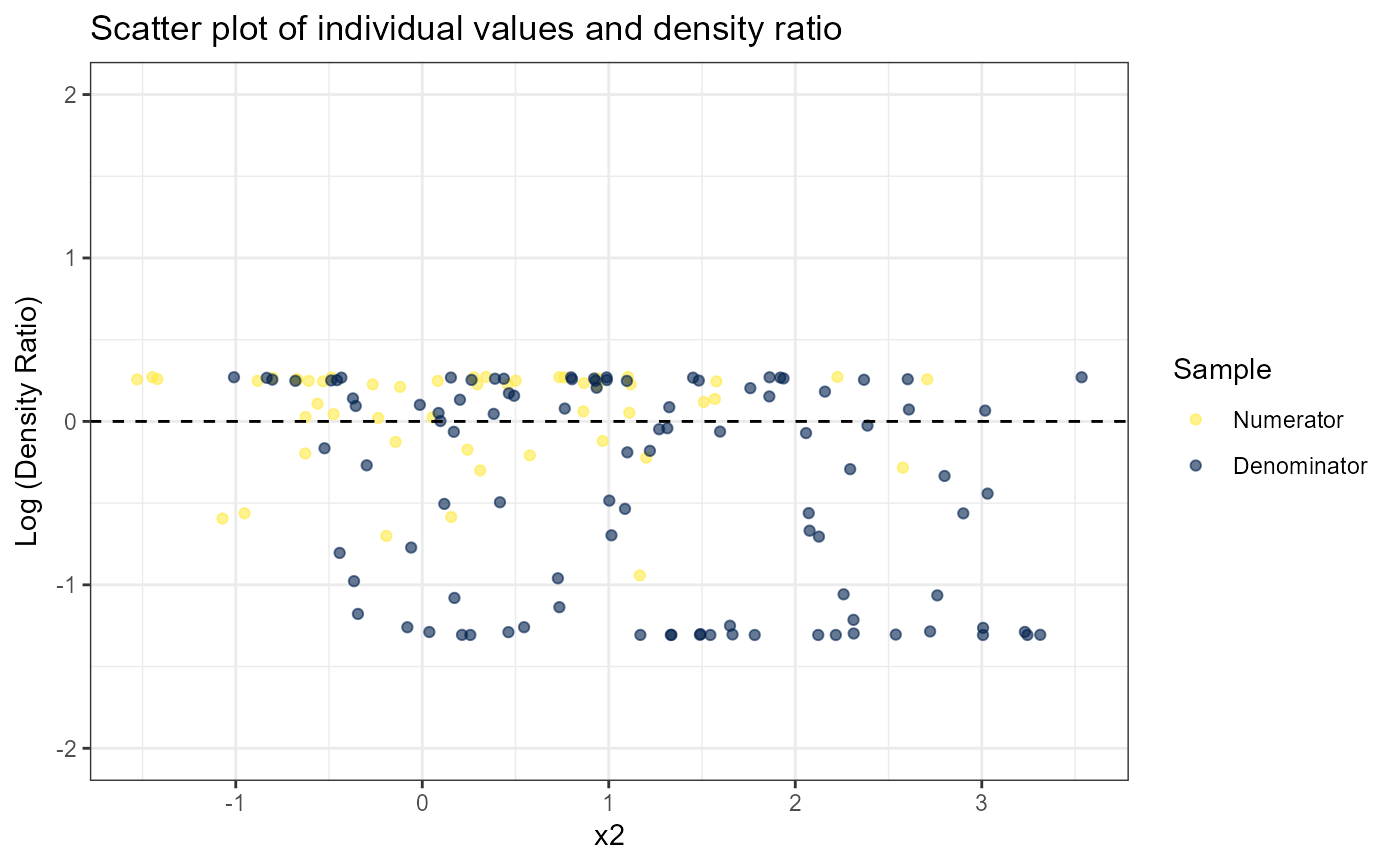 Scatter plot of individual values and density ratio
2
1
0
-1
-2
Log (Density Ratio)
-1
0
1
2
3
x2
Sample
Numerator
Denominator